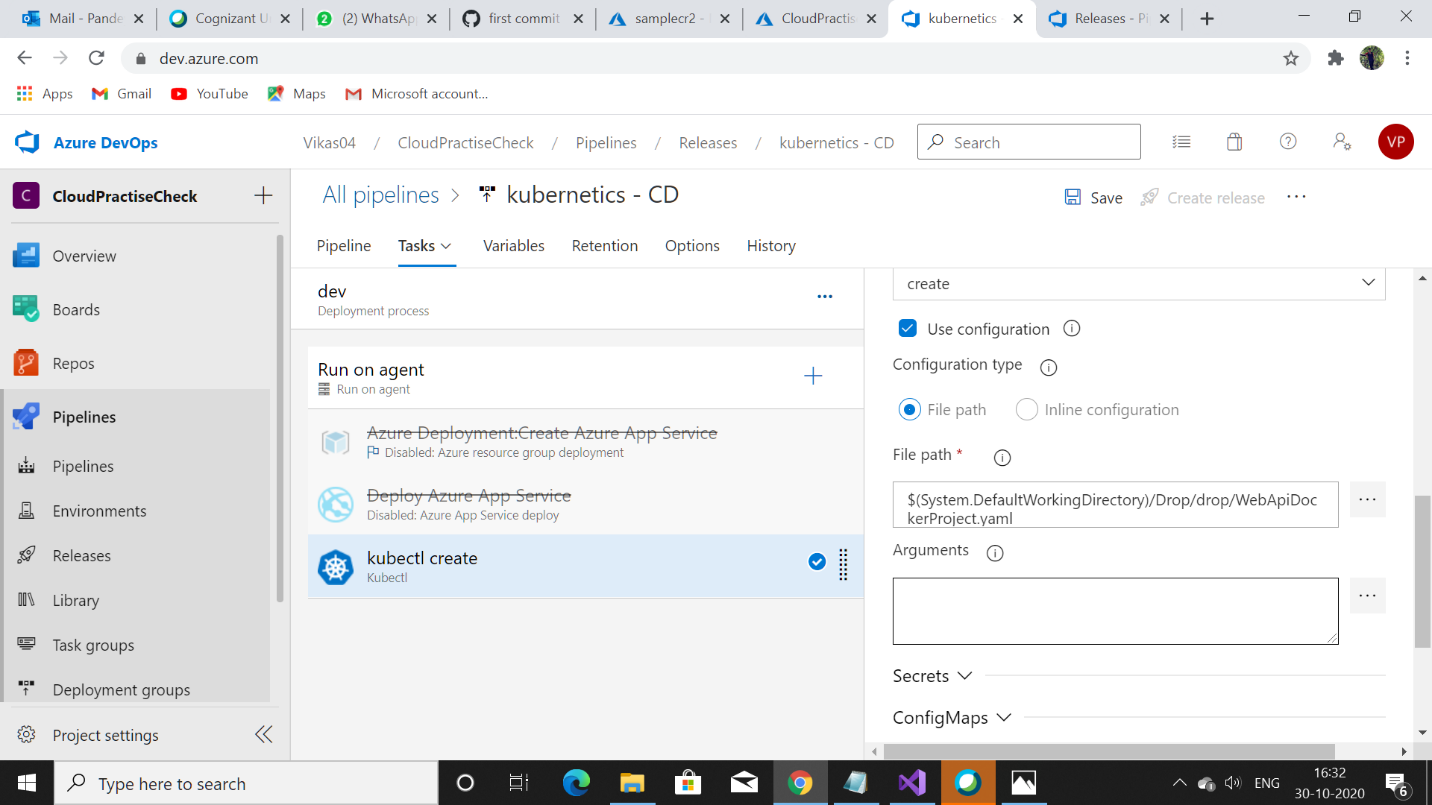 Mail - Pande
Cognizant U
(2) WhatsAp
first commit
samplecr2 -
CloudPractise
kubernetics
Releases - Pi
dev.azure.com
Apps
Gmail
YouTube
Maps
Microsoft account...
Azure DevOps
Vikas04 / CloudPractiseCheck / Pipelines / Releases / kubernetics - CD
Search
VP
C
CloudPractiseCheck
All pipelines > kubernetics - CD
Save
Create release
...
Pipeline
Tasks
Variables
Retention
Options
History
Overview
Boards
Repos
Pipelines
Pipelines
Environments
Releases
Library
Task groups
Deployment groups
Project settings
dev
Deployment process
Run on agent
Run on agent
Azure Deployment:Create Azure App Service
Disabled: Azure resource group deployment
Deploy Azure App Service
Disabled: Azure App Service deploy
kubectl create
Kubectl
create
Use configuration
Configuration type
File path
Inline configuration
File path *
$(System.DefaultWorkingDirectory)/Drop/drop/WebApiDoc
kerProject.yaml
Arguments
Secrets
ConfigMaps
Type here to search
ENG
16:32
30-10-2020
6